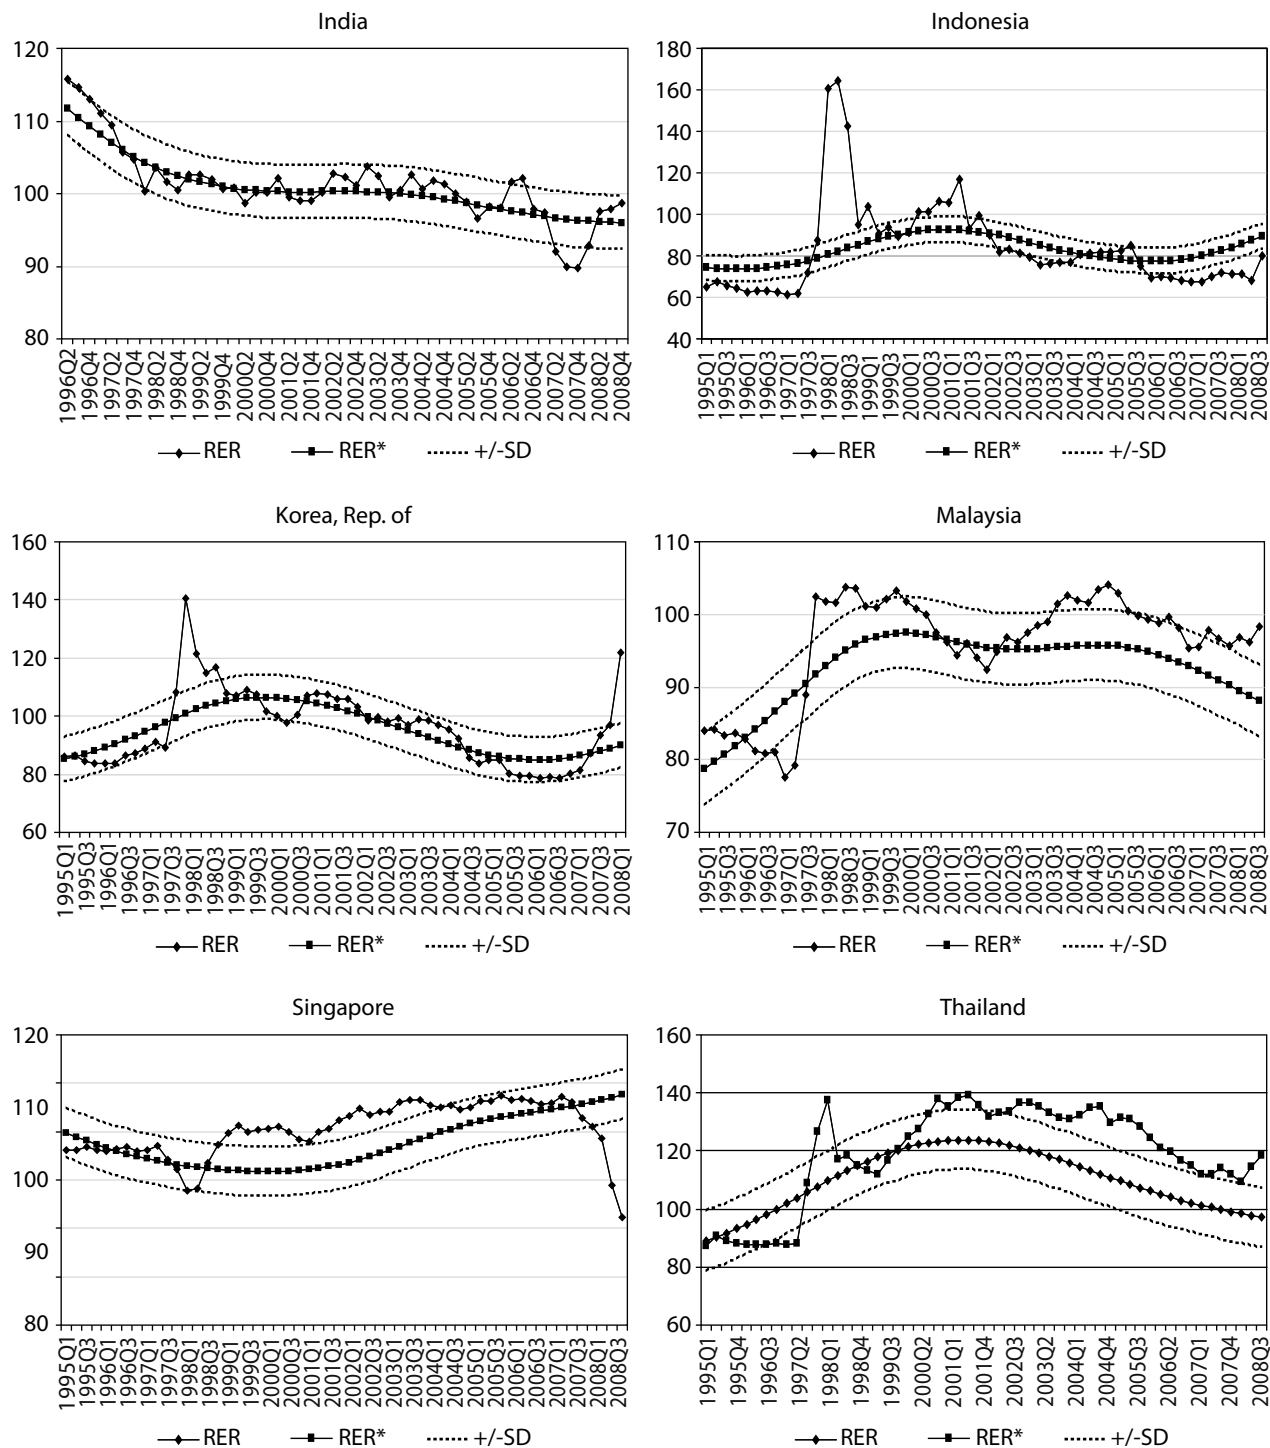 India
120
110
100
90
80
1996Q2
1996Q4
1997Q2
1997Q4
1998Q2
1998Q4
1999Q2
1999Q4
2000Q2
2000Q4
2001Q2
2001Q4
2002Q2
2002Q4
2003Q2
2003Q4
2004Q2
2004Q4
2005Q2
2005Q4
2006Q2
2006Q4
2007Q2
2007Q4
2008Q2
2008Q4
RER RER* +/-SD
Indonesia
180
160
140
120
100
80
60
40
1995Q1
1995Q3
1996Q1
1996Q3
1997Q1
1997Q3
1998Q1
1998Q3
1999Q1
1999Q3
2000Q1
2000Q3
2001Q1
2001Q3
2002Q1
2002Q3
2003Q1
2003Q3
2004Q1
2004Q3
2005Q1
2005Q3
2006Q1
2006Q3
2007Q1
2007Q3
2008Q1
2008Q3
RER RER* +/-SD
Korea, Rep. of
160
140
120
100
80
60
1995Q1
1995Q3
1996Q1
1996Q3
1997Q1
1997Q3
1998Q1
1998Q3
1999Q1
1999Q3
2000Q1
2000Q3
2001Q1
2001Q3
2002Q1
2002Q3
2003Q1
2003Q3
2004Q1
2004Q3
2005Q1
2005Q3
2006Q1
2006Q3
2007Q1
2007Q3
2008Q1
RER RER* +/-SD
Malaysia
110
100
90
80
70
1995Q1
1995Q3
1996Q1
1996Q3
1997Q1
1997Q3
1998Q1
1998Q3
1999Q1
1999Q3
2000Q1
2000Q3
2001Q1
2001Q3
2002Q1
2002Q3
2003Q1
2003Q3
2004Q1
2004Q3
2005Q1
2005Q3
2006Q1
2006Q3
2007Q1
2007Q3
2008Q1
2008Q3
RER RER* +/-SD
Singapore
120
110
100
90
80
1995Q1
1995Q3
1996Q1
1996Q3
1997Q1
1997Q3
1998Q1
1998Q3
1999Q1
1999Q3
2000Q1
2000Q3
2001Q1
2001Q3
2002Q1
2002Q3
2003Q1
2003Q3
2004Q1
2004Q3
2005Q1
2005Q3
2006Q1
2006Q3
2007Q1
2007Q3
2008Q1
2008Q3
RER RER* +/-SD
Thailand
160
140
120
100
80
60
1995Q1
1995Q4
1996Q3
1997Q2
1998Q1
1998Q4
1999Q3
2000Q2
2001Q1
2001Q4
2002Q3
2003Q2
2004Q1
2004Q4
2005Q3
2006Q2
2007Q1
2007Q4
2008Q3
RER RER* +/-SD